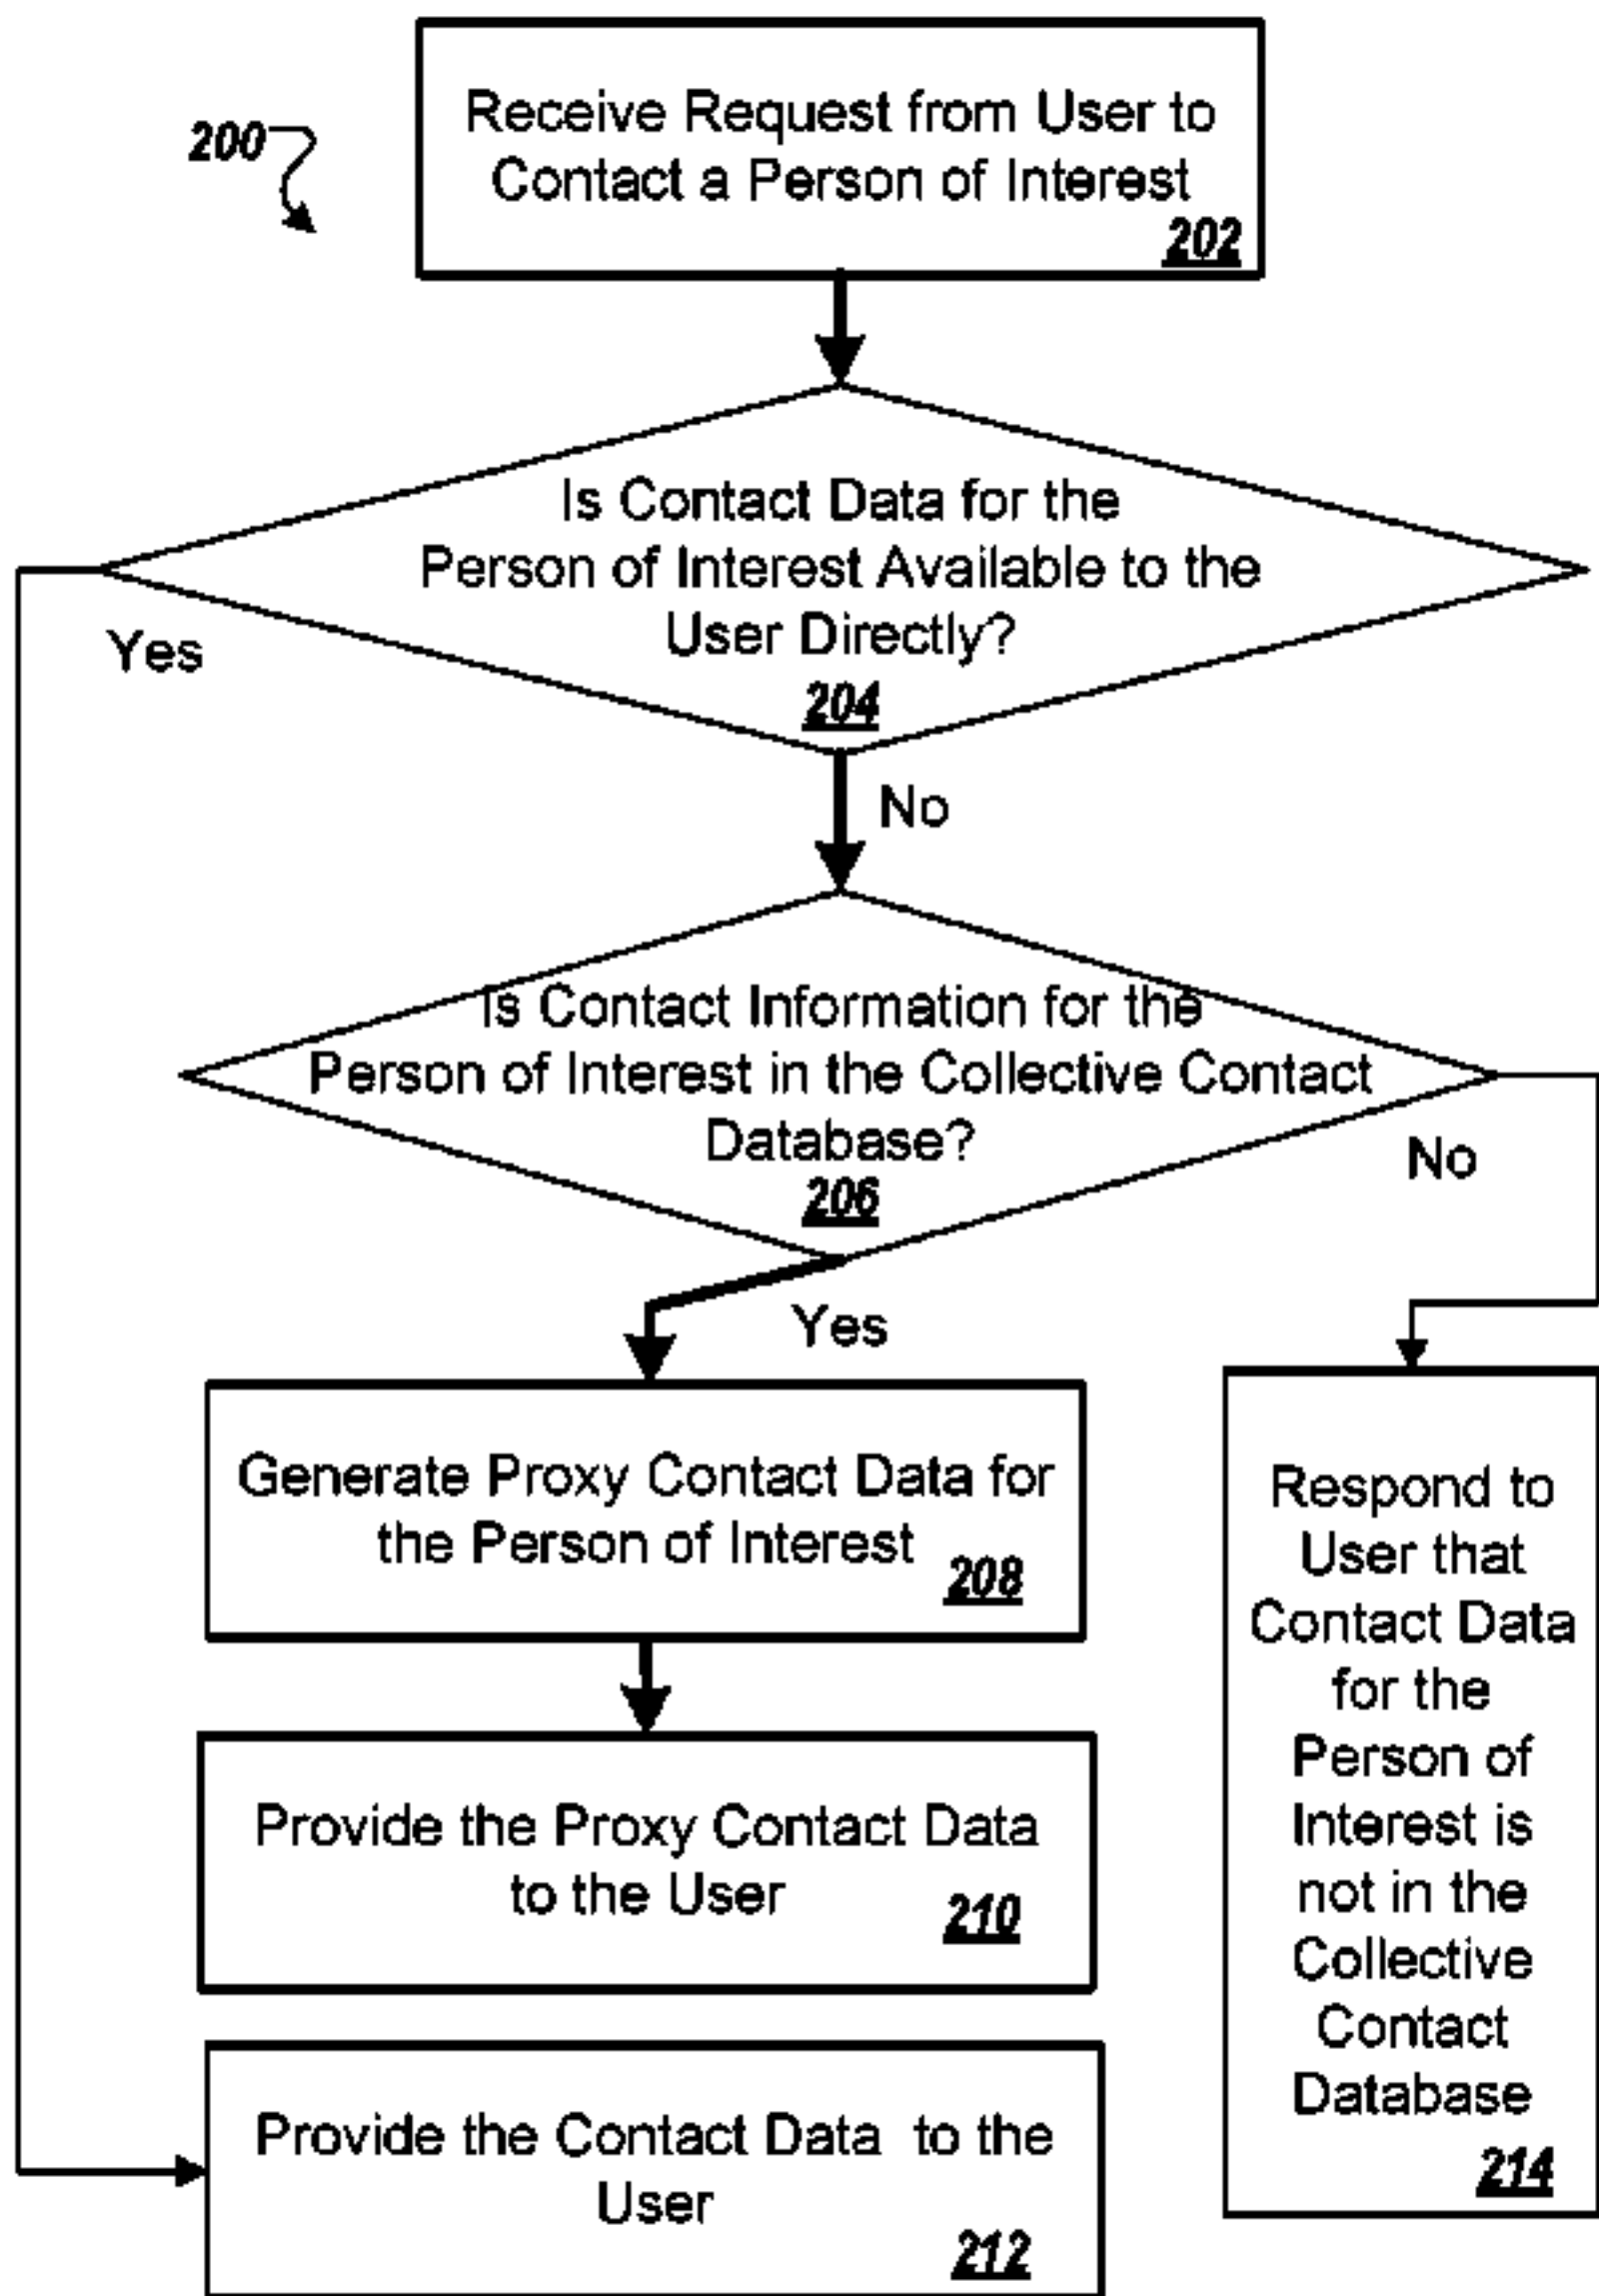 200
Receive Request from User to
Contact a Person of Interest
202
Is Contact Data for the
Person of Interest Available to the
User Directly?
204
Yes
No
Is Contact Information for the
Person of Interest in the Collective Contact
Database?
206
No
Yes
Generate Proxy Contact Data for
the Person of Interest
208
Provide the Proxy Contact Data
to the User
210
Provide the Contact Data to the
User
212
Respond to
User that
Contact Data
for the
Person of
Interest is
not in the
Collective
Contact
Database
214